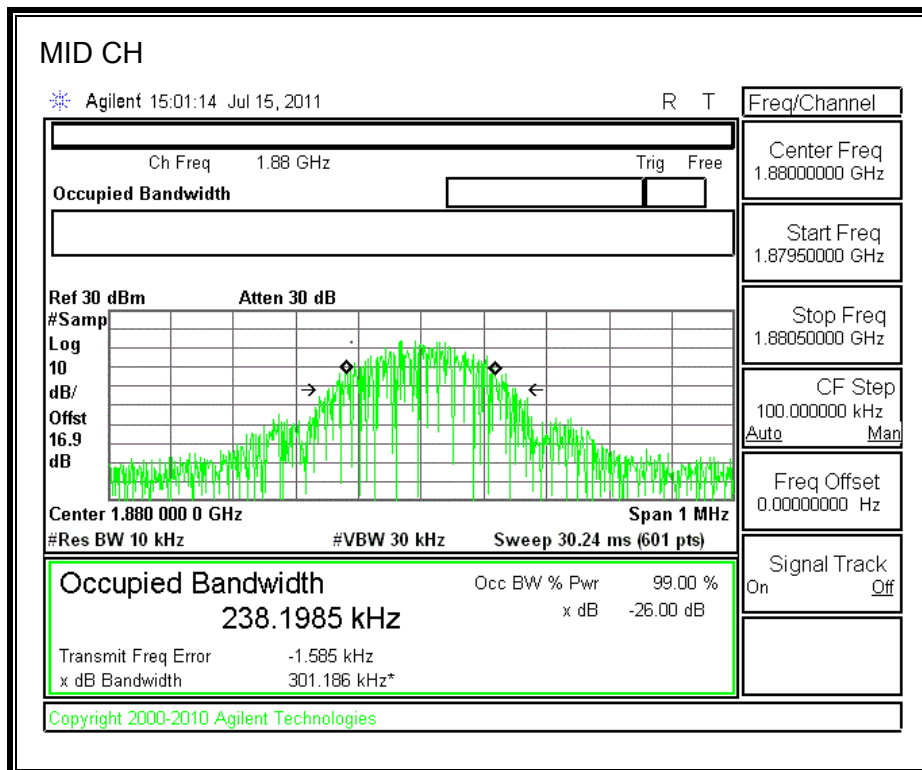 MID CH
Agilent 15:01:14 Jul 15, 2011 R T
Freq/Channel
Ch Freq 1.88 GHz Trig Free
Occupied Bandwidth
Center Freq
1.88000000 GHz
Start Freq
1.87950000 GHz
Stop Freq
1.88050000 GHz
CF Step
100.000000 kHz
Auto Man
Freq Offset
0.00000000 Hz
Signal Track
On Off
Ref 30 dBm Atten 30 dB
#Samp
Log
10
dB/
Offst
16.9
dB
Center 1.880 000 0 GHz Span 1 MHz
#Res BW 10 kHz #VBW 30 kHz Sweep 30.24 ms (601 pts)
Occupied Bandwidth Occ BW % Pwr 99.00 %
238.1985 kHz x dB -26.00 dB
Transmit Freq Error -1.585 kHz
x dB Bandwidth 301.186 kHz*
Copyright 2000-2010 Agilent Technologies